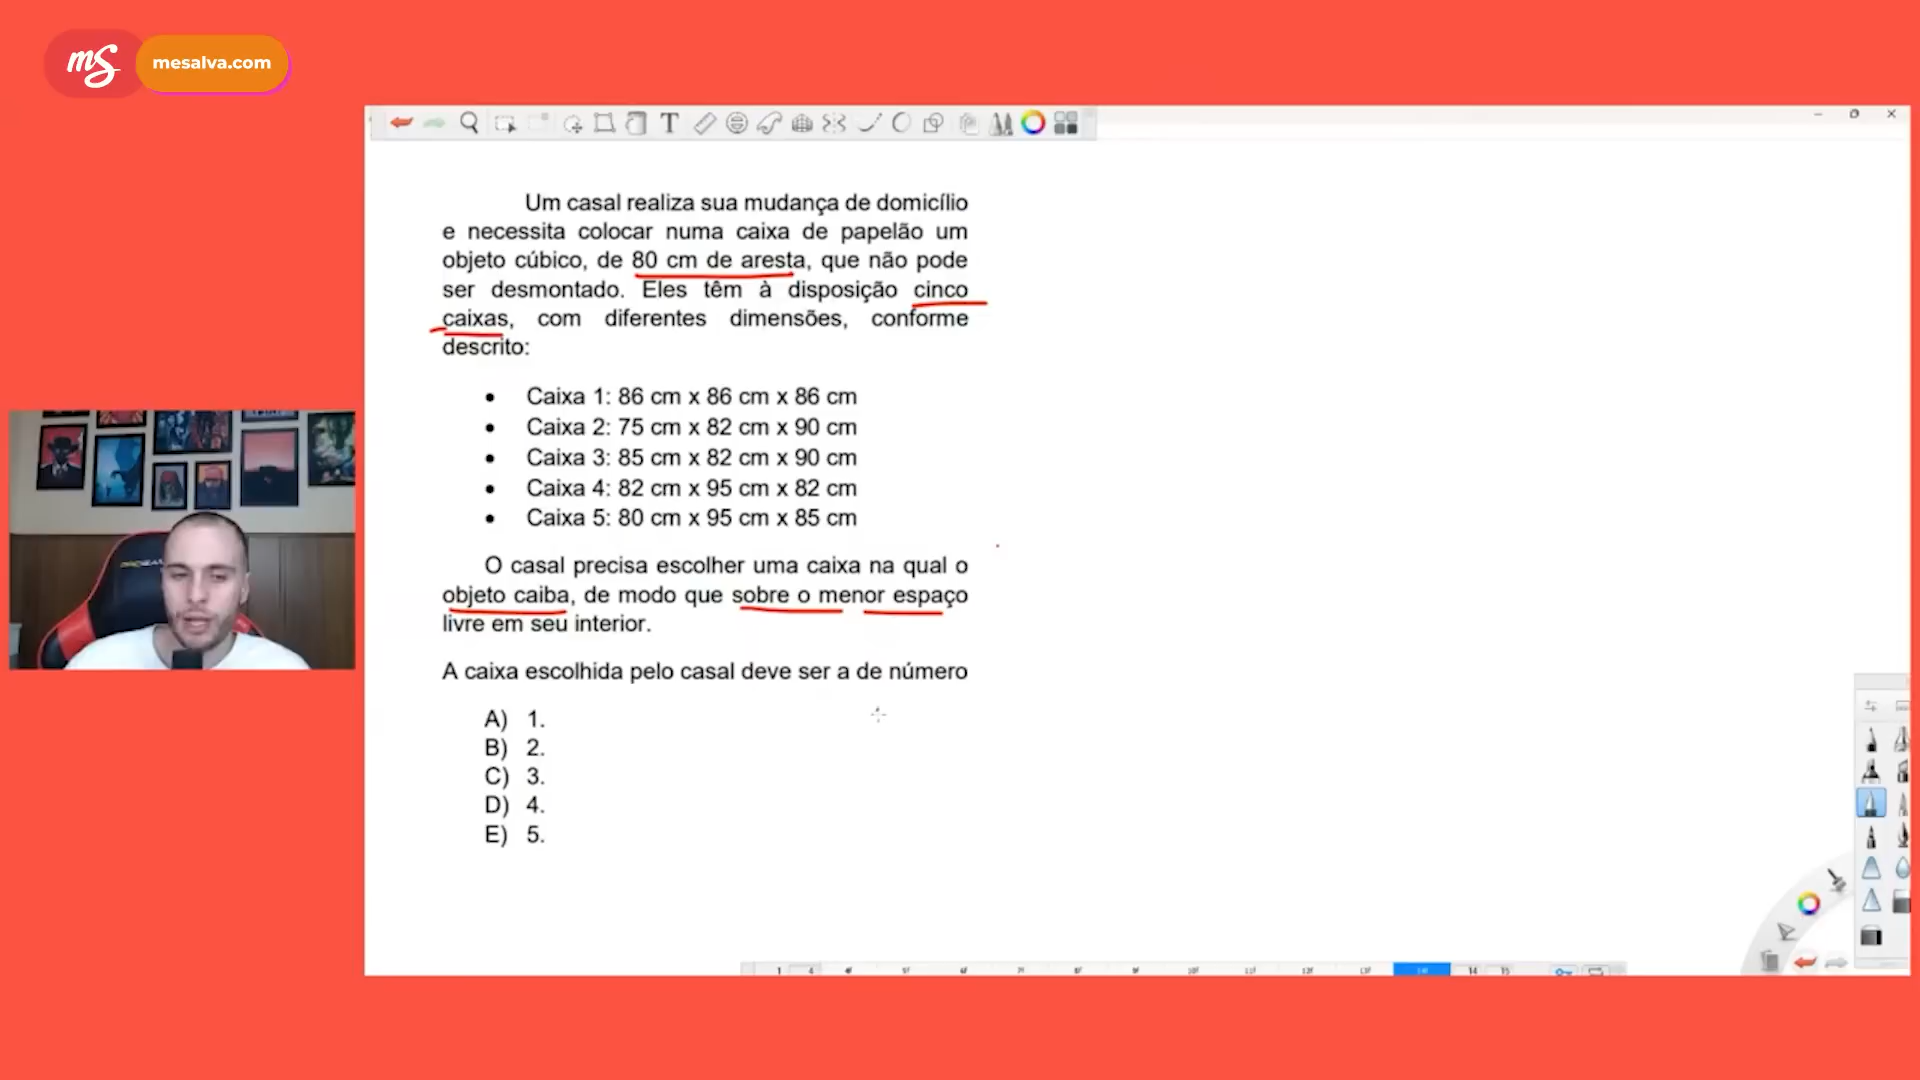 mS mesalva.com
Um casal realiza sua mudança de domicílio
e necessita colocar numa caixa de papelão um
objeto cúbico, de 80 cm de aresta, que não pode
ser desmontado. Eles têm à disposição cinco
caixas, com diferentes dimensões, conforme
descrito:
• Caixa 1: 86 cm x 86 cm x 86 cm
• Caixa 2: 75 cm x 82 cm x 90 cm
• Caixa 3: 85 cm x 82 cm x 90 cm
• Caixa 4: 82 cm x 95 cm x 82 cm
• Caixa 5: 80 cm x 95 cm x 85 cm
O casal precisa escolher uma caixa na qual o
objeto caiba, de modo que sobre o menor espaço
livre em seu interior.
A caixa escolhida pelo casal deve ser a de número
A) 1.
B) 2.
C) 3.
D) 4.
E) 5.